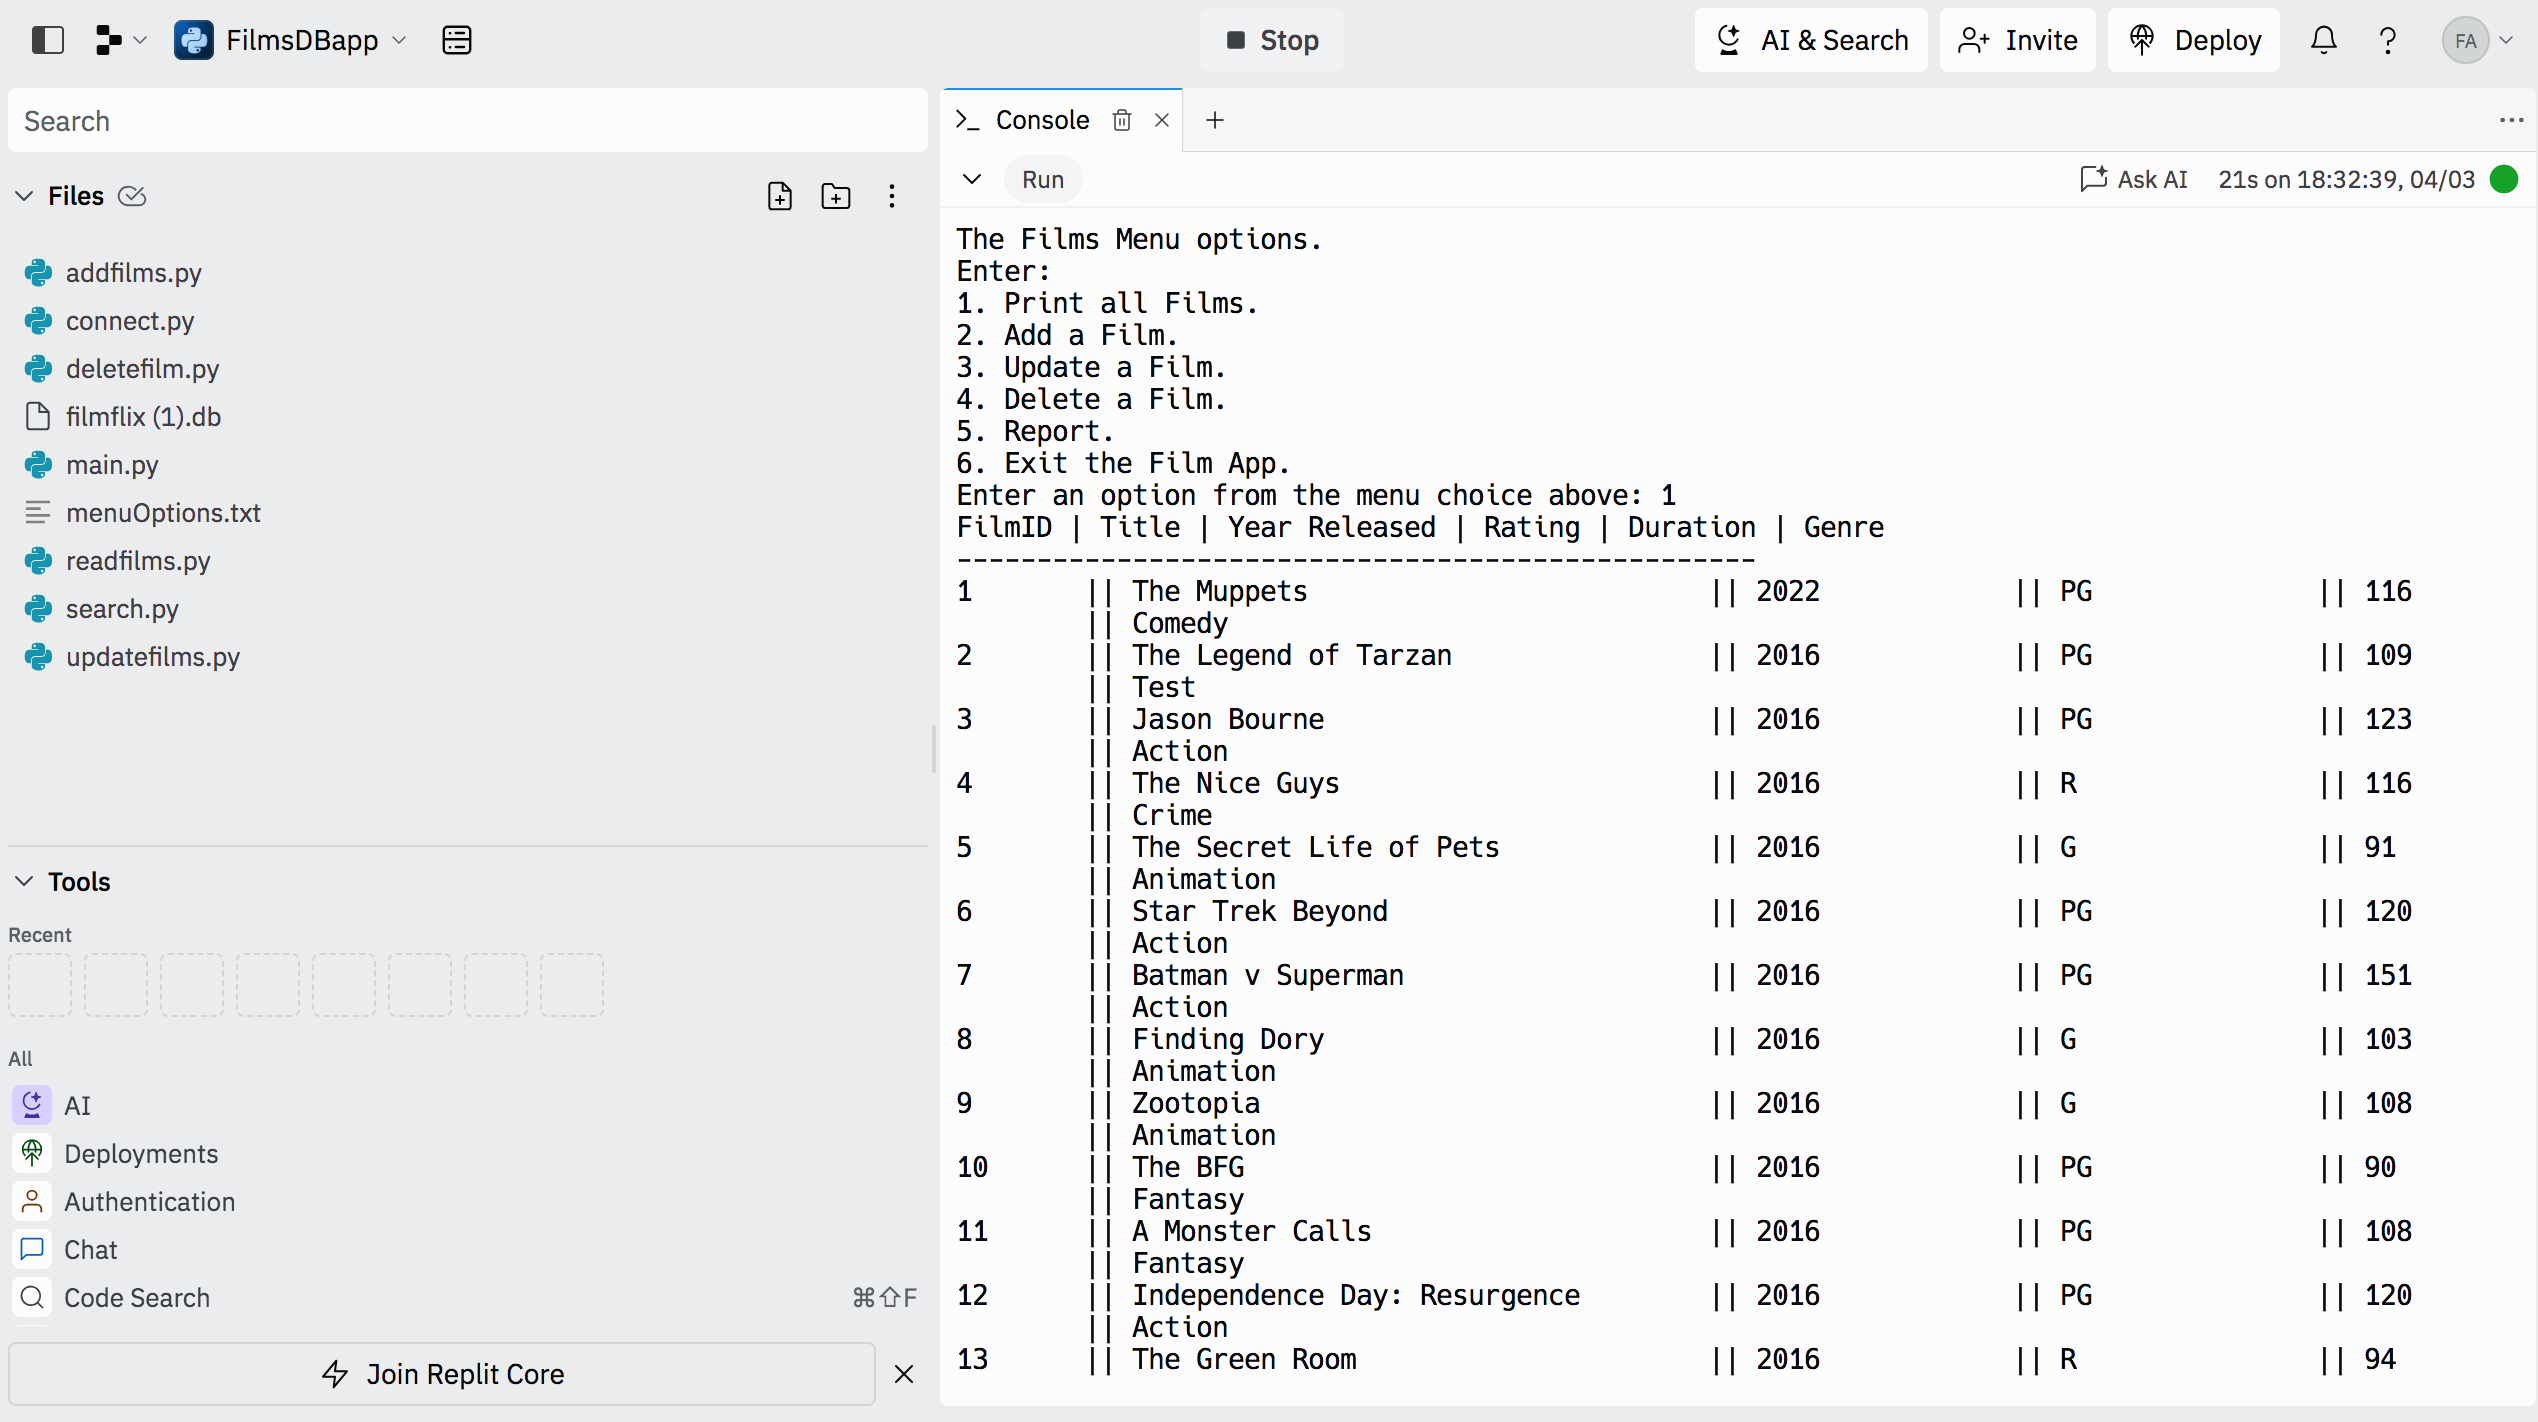 FilmsDBapp
Stop
AI & Search
Invite
Deploy
?
FA
Search
Files
addfilms.py
connect.py
deletefilm.py
filmflix (1).db
main.py
menuOptions.txt
readfilms.py
search.py
updatefilms.py
Tools
Recent
All
AI
Deployments
Authentication
Chat
Code Search ⌘⇧F
Join Replit Core
Console
Run
Ask AI 21s on 18:32:39, 04/03
The Films Menu options.
Enter:
1. Print all Films.
2. Add a Film.
3. Update a Film.
4. Delete a Film.
5. Report.
6. Exit the Film App.
Enter an option from the menu choice above: 1
FilmID | Title | Year Released | Rating | Duration | Genre
--------------------------------------------------
1 || The Muppets || 2022 || PG || 116
|| Comedy
2 || The Legend of Tarzan || 2016 || PG || 109
|| Test
3 || Jason Bourne || 2016 || PG || 123
|| Action
4 || The Nice Guys || 2016 || R || 116
|| Crime
5 || The Secret Life of Pets || 2016 || G || 91
|| Animation
6 || Star Trek Beyond || 2016 || PG || 120
|| Action
7 || Batman v Superman || 2016 || PG || 151
|| Action
8 || Finding Dory || 2016 || G || 103
|| Animation
9 || Zootopia || 2016 || G || 108
|| Animation
10 || The BFG || 2016 || PG || 90
|| Fantasy
11 || A Monster Calls || 2016 || PG || 108
|| Fantasy
12 || Independence Day: Resurgence || 2016 || PG || 120
|| Action
13 || The Green Room || 2016 || R || 94